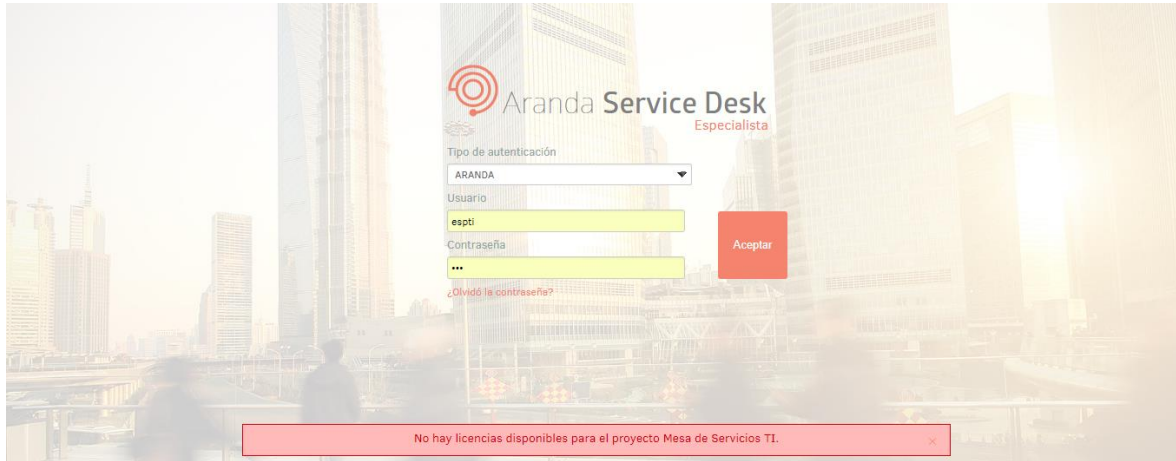 Aranda Service Desk
Especialista
Tipo de autenticación
ARANDA
Usuario
espti
Contraseña
•••
Aceptar
¿Olvidó la contraseña?
No hay licencias disponibles para el proyecto Mesa de Servicios TI. ×